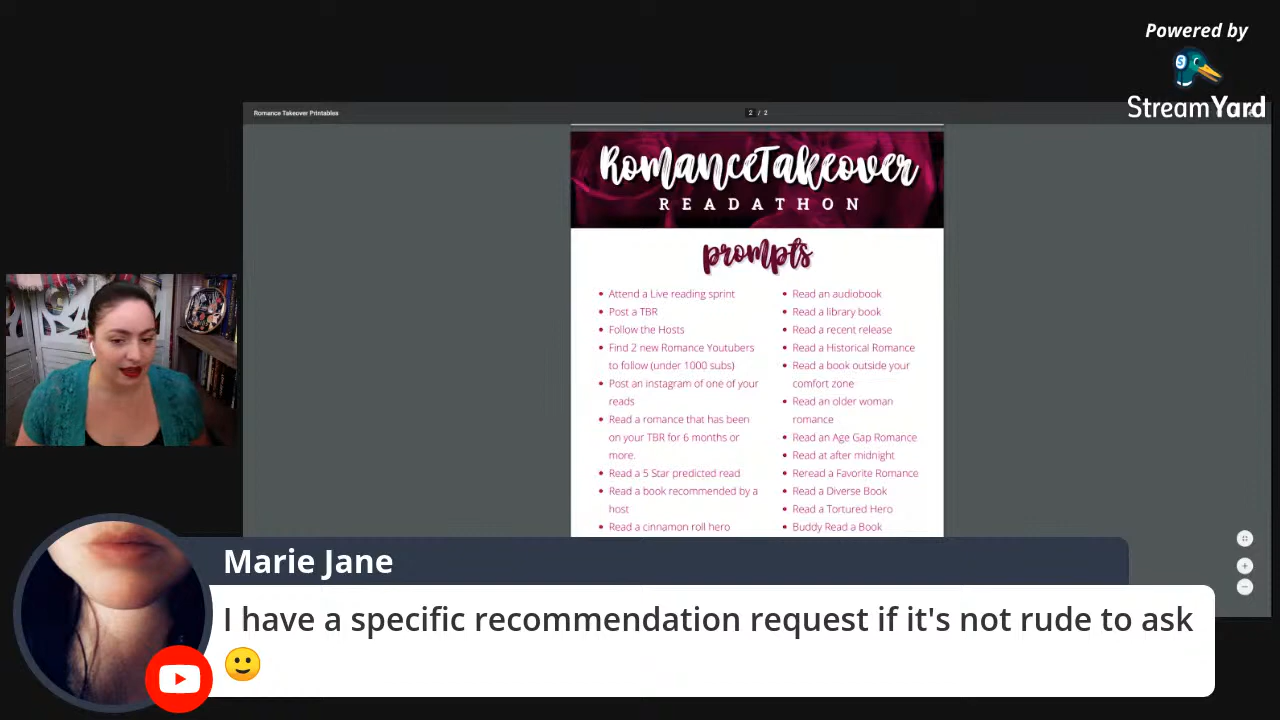 Powered by
StreamYard
Romance Takeover Printables
2 / 2
RomanceTakeover
READATHON
prompts
• Attend a Live reading sprint
• Post a TBR
• Follow the Hosts
• Find 2 new Romance Youtubers
to follow (under 1000 subs)
• Post an instagram of one of your
reads
• Read a romance that has been
on your TBR for 6 months or
more.
• Read a 5 Star predicted read
• Read a book recommended by a
host
• Read a cinnamon roll hero
• Read an audiobook
• Read a library book
• Read a recent release
• Read a Historical Romance
• Read a book outside your
comfort zone
• Read an older woman
romance
• Read an Age Gap Romance
• Read at after midnight
• Reread a Favorite Romance
• Read a Diverse Book
• Read a Tortured Hero
• Buddy Read a Book
Marie Jane
I have a specific recommendation request if it's not rude to ask
🙂